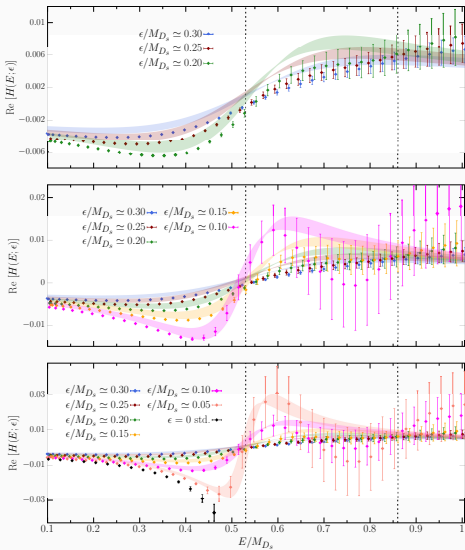 0.01
0.006
0.002
−0.002
−0.006
Re [H(E; ϵ)]
ϵ/M_{D_s} ≃ 0.30
ϵ/M_{D_s} ≃ 0.25
ϵ/M_{D_s} ≃ 0.20
0.02
0.01
0
−0.01
Re [H(E; ϵ)]
ϵ/M_{D_s} ≃ 0.30 ϵ/M_{D_s} ≃ 0.15
ϵ/M_{D_s} ≃ 0.25 ϵ/M_{D_s} ≃ 0.10
ϵ/M_{D_s} ≃ 0.20
0.03
0.01
−0.01
−0.03
Re [H(E; ϵ)]
ϵ/M_{D_s} ≃ 0.30 ϵ/M_{D_s} ≃ 0.10
ϵ/M_{D_s} ≃ 0.25 ϵ/M_{D_s} ≃ 0.05
ϵ/M_{D_s} ≃ 0.20 ϵ = 0 std.
ϵ/M_{D_s} ≃ 0.15
0.1 0.2 0.3 0.4 0.5 0.6 0.7 0.8 0.9 1
E/M_{D_s}